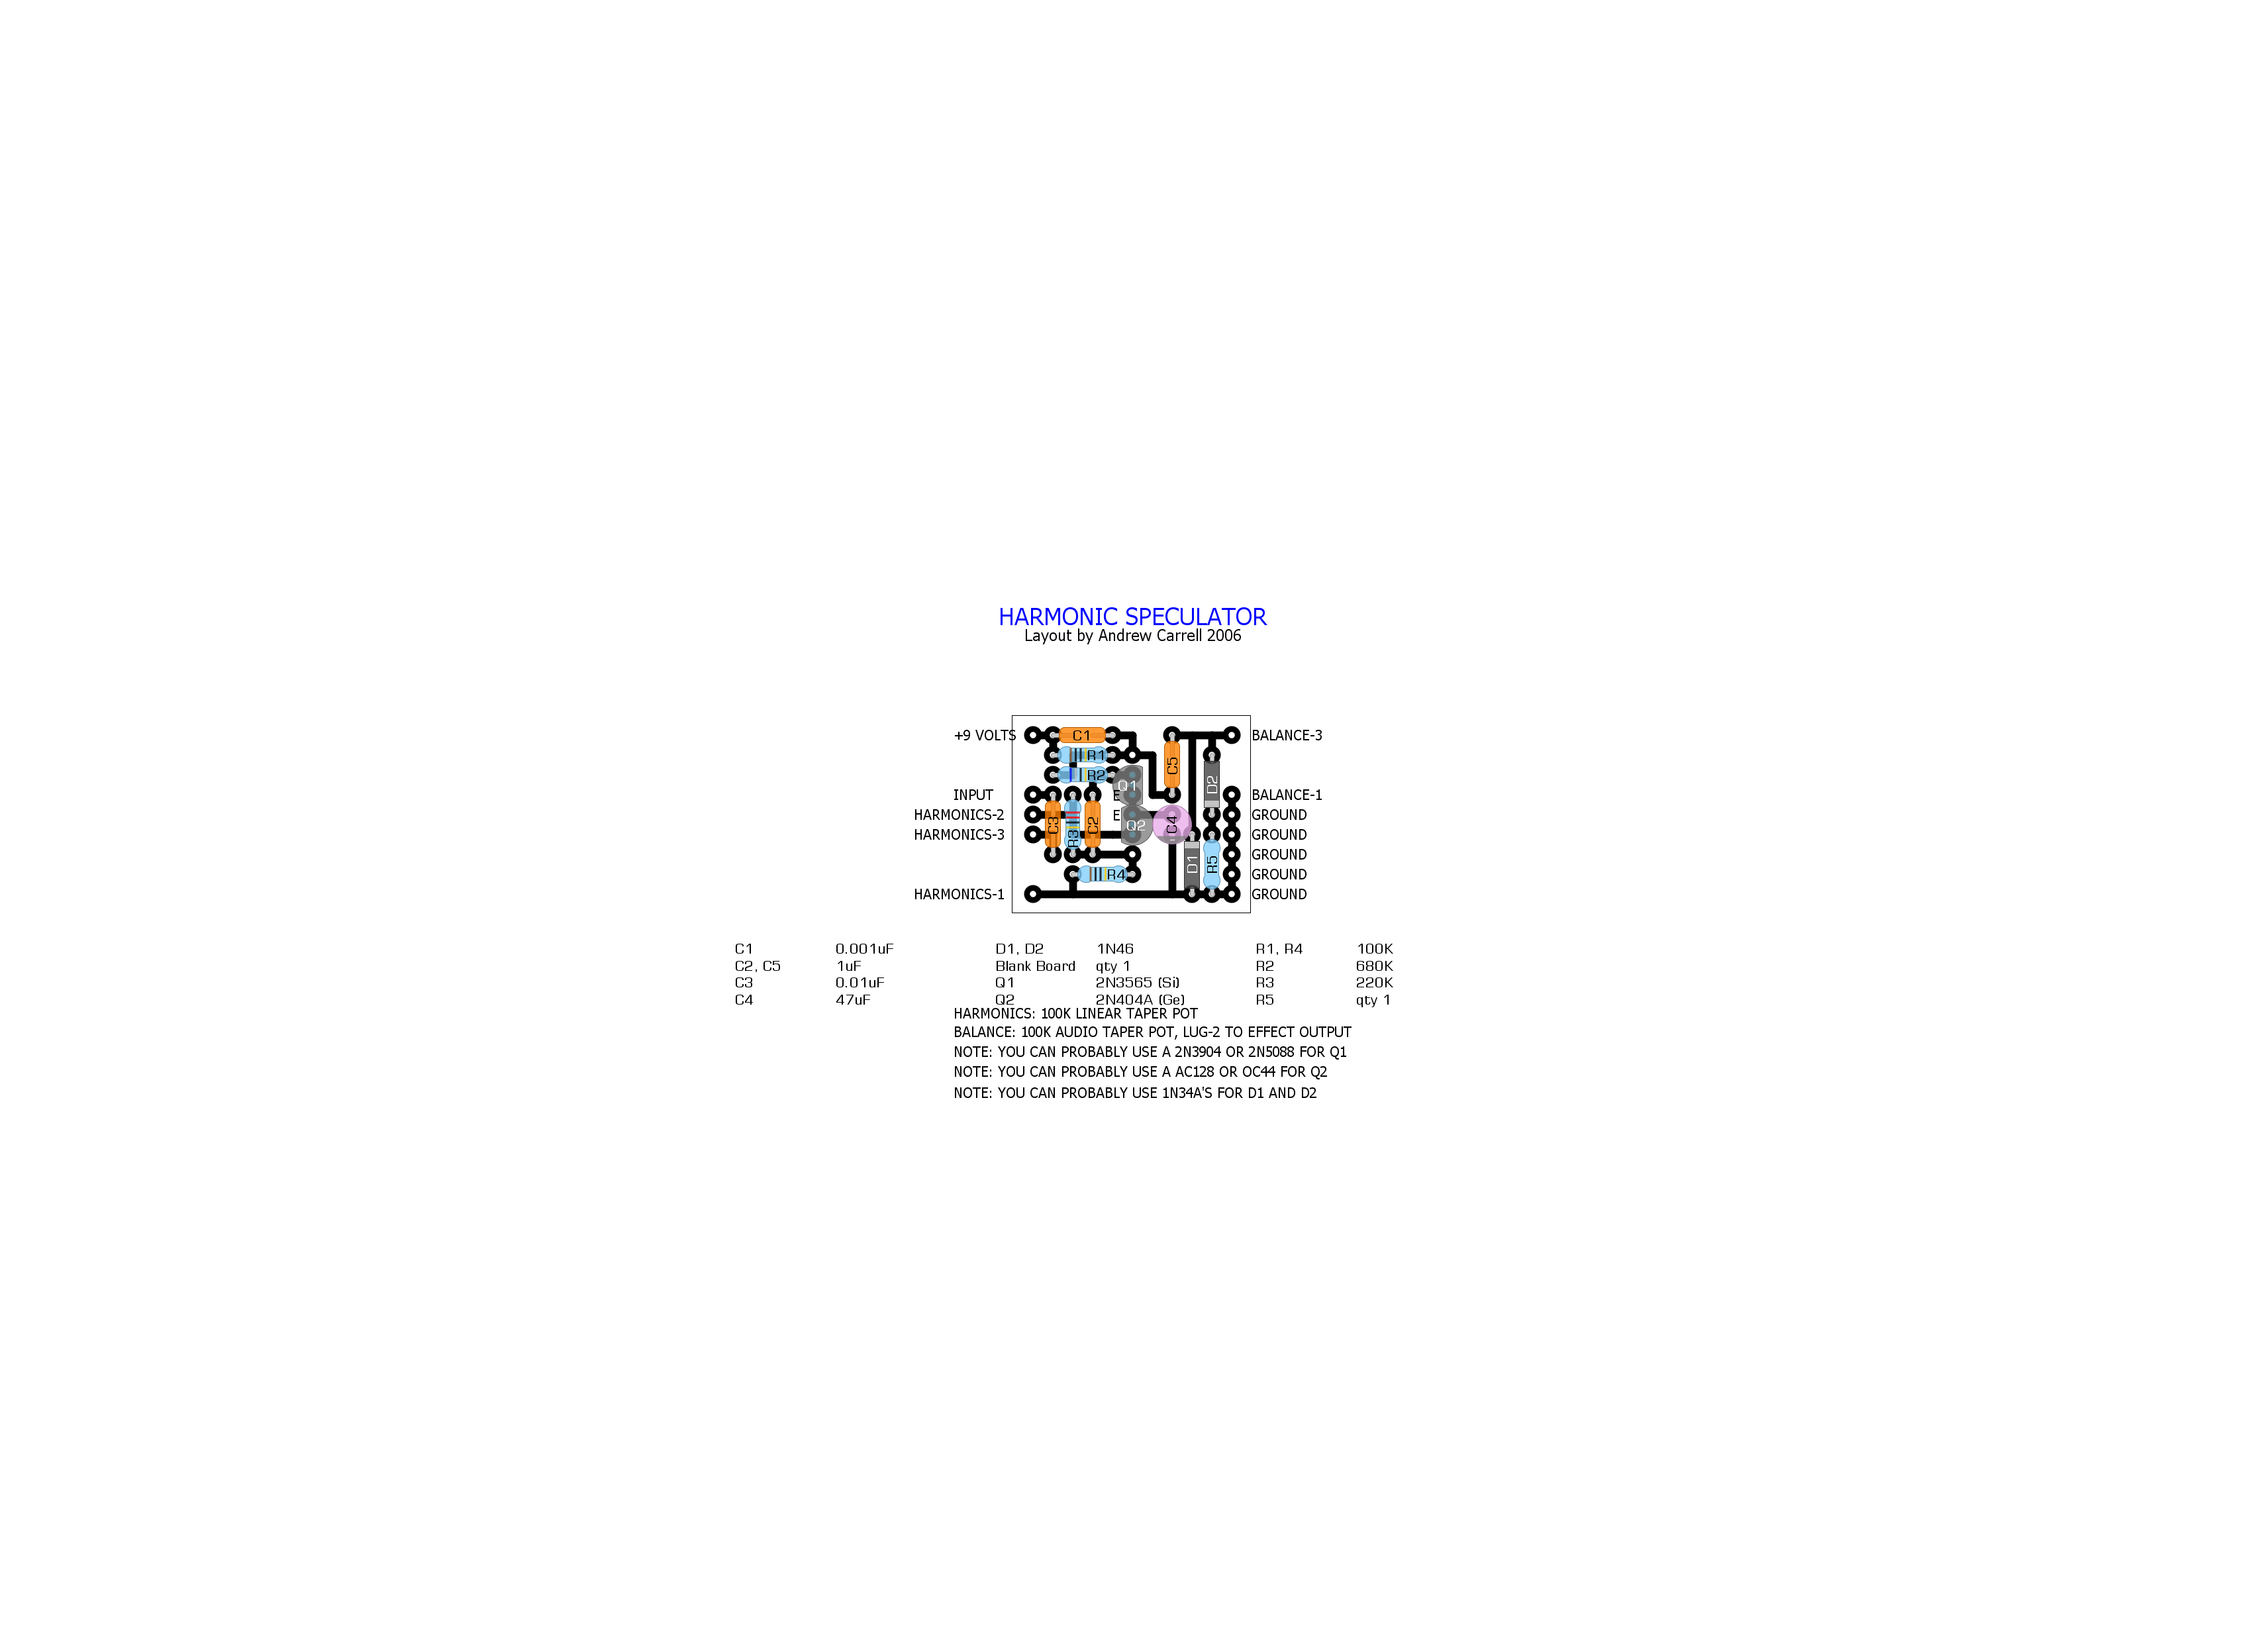 HARMONIC SPECULATOR
Layout by Andrew Carrell 2006
+9 VOLTS C1 BALANCE-3
R1
C5
R2 Q1 D2
INPUT E BALANCE-1
HARMONICS-2 E GROUND
C3 R3 C2 Q2 C4
HARMONICS-3 GROUND
D1 R5 GROUND
R4 GROUND
HARMONICS-1 GROUND
C1 0.001uF D1, D2 1N46 R1, R4 100K
C2, C5 1uF Blank Board qty 1 R2 680K
C3 0.01uF Q1 2N3565 (Si) R3 220K
C4 47uF Q2 2N404A (Ge) R5 qty 1
HARMONICS: 100K LINEAR TAPER POT
BALANCE: 100K AUDIO TAPER POT, LUG-2 TO EFFECT OUTPUT
NOTE: YOU CAN PROBABLY USE A 2N3904 OR 2N5088 FOR Q1
NOTE: YOU CAN PROBABLY USE A AC128 OR OC44 FOR Q2
NOTE: YOU CAN PROBABLY USE 1N34A'S FOR D1 AND D2